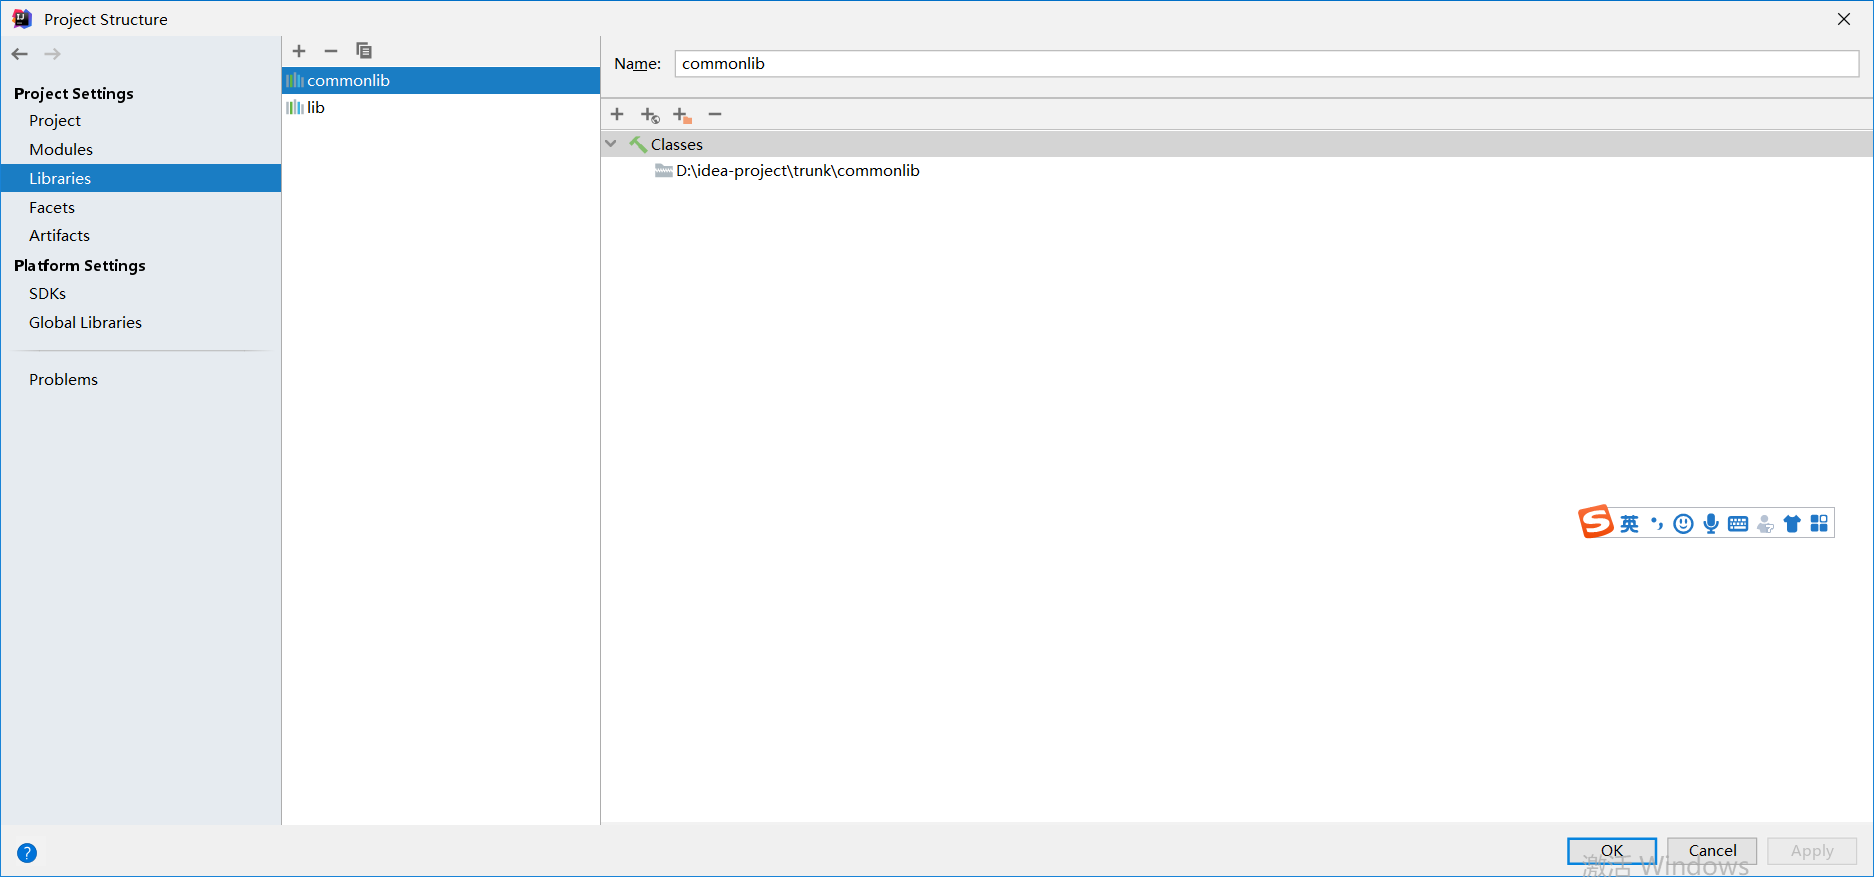 Project Structure
Project Settings
Project
Modules
Libraries
Facets
Artifacts
Platform Settings
SDKs
Global Libraries
Problems
commonlib
lib
Name: commonlib
Classes
D:\idea-project\trunk\commonlib
英
?
OK
Cancel
Apply
激活 Windows